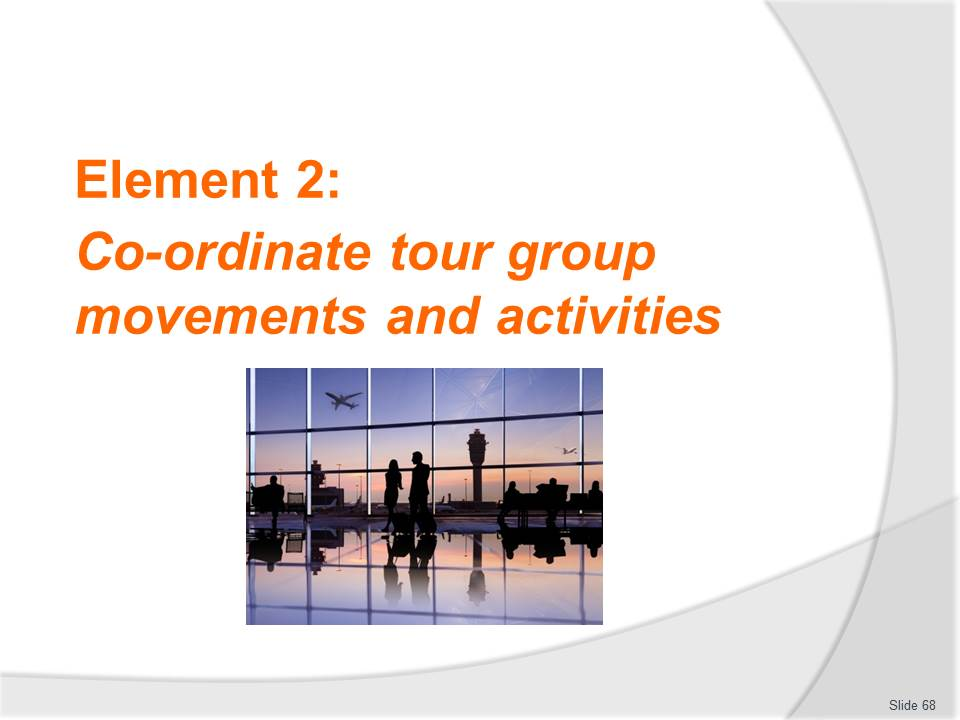 Element 2:
Co-ordinate tour group
movements and activities
Slide 68